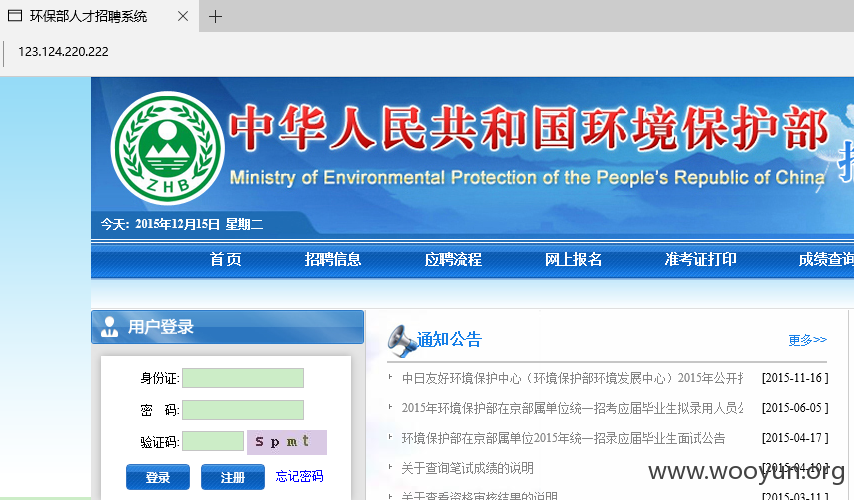 环保部人才招聘系统
123.124.220.222
中华人民共和国环境保护部
Ministry of Environmental Protection of the People's Republic of China
ZHB
今天: 2015年12月15日 星期二
首 页 招聘信息 应聘流程 网上报名 准考证打印 成绩查询
用户登录
通知公告 更多>>
身份证:
密 码:
验证码: Spmt
登录 注册 忘记密码
中日友好环境保护中心（环境保护部环境发展中心）2015年公开招 [2015-11-16 ]
2015年环境保护部在京部属单位统一招考应届毕业生拟录用人员公 [2015-06-05 ]
环境保护部在京部属单位2015年统一招录应届毕业生面试公告 [2015-04-17 ]
关于查询笔试成绩的说明 [2015-04-10 ]
关于查看资格审核结果的说明 [2015-03-11 ]
www.wooyun.org